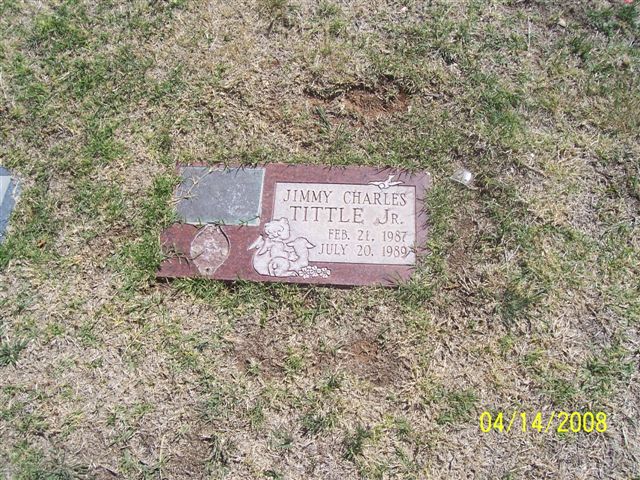 JIMMY CHARLES
TITTLE JR.
FEB. 21, 1987
JULY 20, 1989
04/14/2008